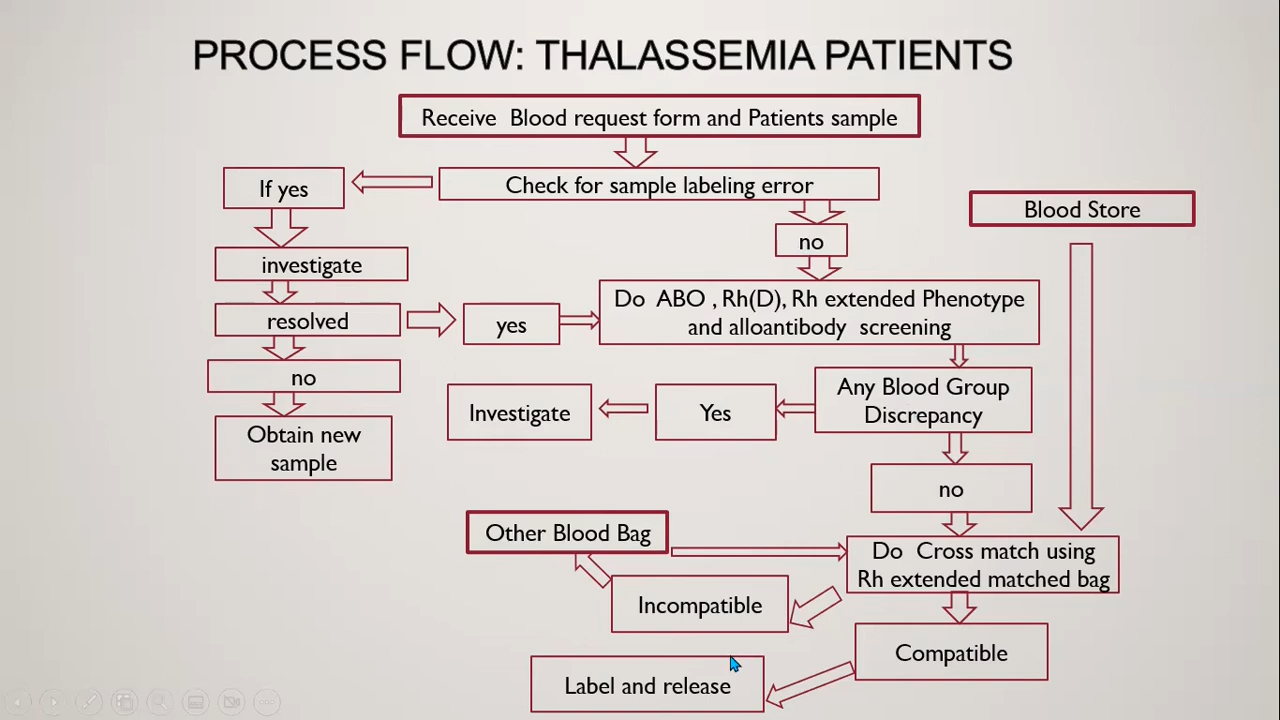 PROCESS FLOW: THALASSEMIA PATIENTS
Receive Blood request form and Patients sample
Check for sample labeling error
If yes
Blood Store
no
investigate
Do ABO , Rh(D), Rh extended Phenotype
and alloantibody screening
resolved
yes
no
Any Blood Group
Discrepancy
Yes
Investigate
Obtain new
sample
no
Other Blood Bag
Do Cross match using
Rh extended matched bag
Incompatible
Compatible
Label and release